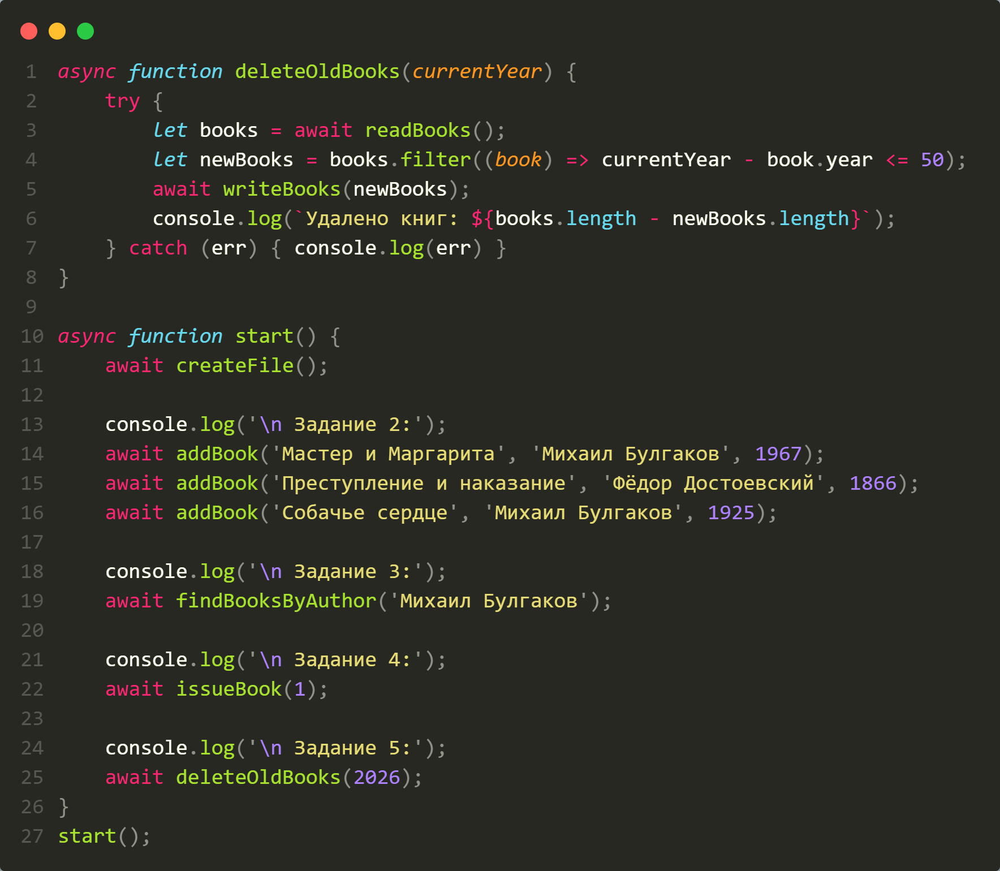 1 async function deleteOldBooks(currentYear) {
2     try {
3         let books = await readBooks();
4         let newBooks = books.filter((book) => currentYear - book.year <= 50);
5         await writeBooks(newBooks);
6         console.log(`Удалено книг: ${books.length - newBooks.length}`);
7     } catch (err) { console.log(err) }
8 }
9
10 async function start() {
11     await createFile();
12
13     console.log('\n Задание 2:');
14     await addBook('Мастер и Маргарита', 'Михаил Булгаков', 1967);
15     await addBook('Преступление и наказание', 'Фёдор Достоевский', 1866);
16     await addBook('Собачье сердце', 'Михаил Булгаков', 1925);
17
18     console.log('\n Задание 3:');
19     await findBooksByAuthor('Михаил Булгаков');
20
21     console.log('\n Задание 4:');
22     await issueBook(1);
23
24     console.log('\n Задание 5:');
25     await deleteOldBooks(2026);
26 }
27 start();